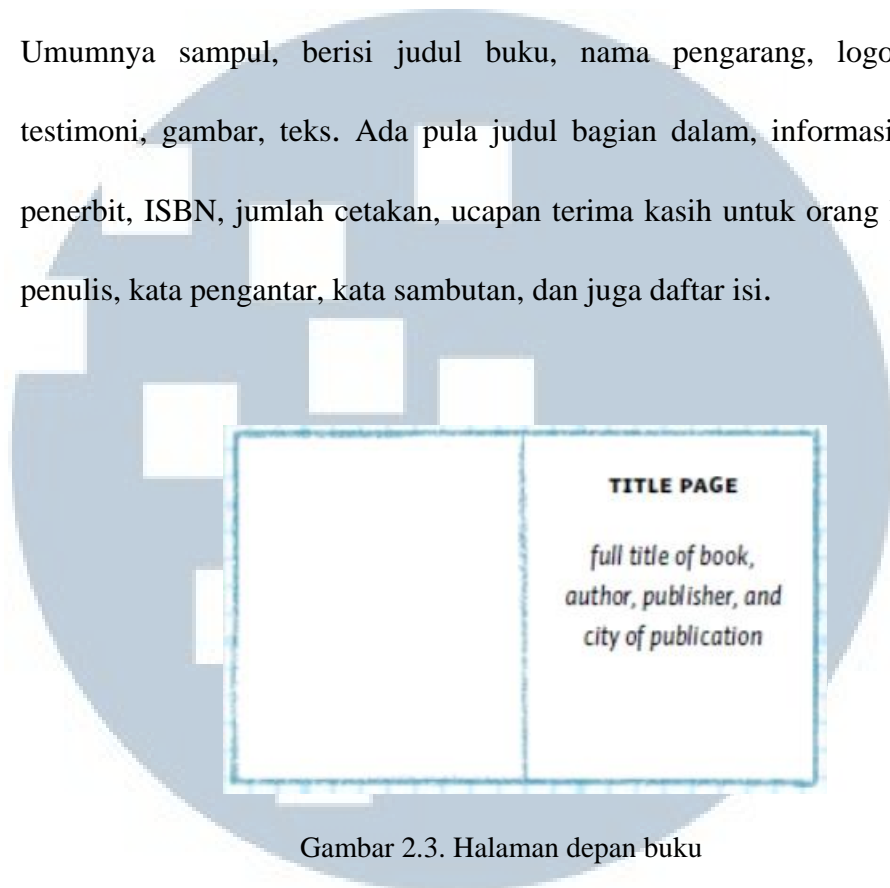 Umumnya sampul, berisi judul buku, nama pengarang, logo
testimoni, gambar, teks. Ada pula judul bagian dalam, informasi
penerbit, ISBN, jumlah cetakan, ucapan terima kasih untuk orang
penulis, kata pengantar, kata sambutan, dan juga daftar isi.
TITLE PAGE
full title of book,
author, publisher, and
city of publication
Gambar 2.3. Halaman depan buku